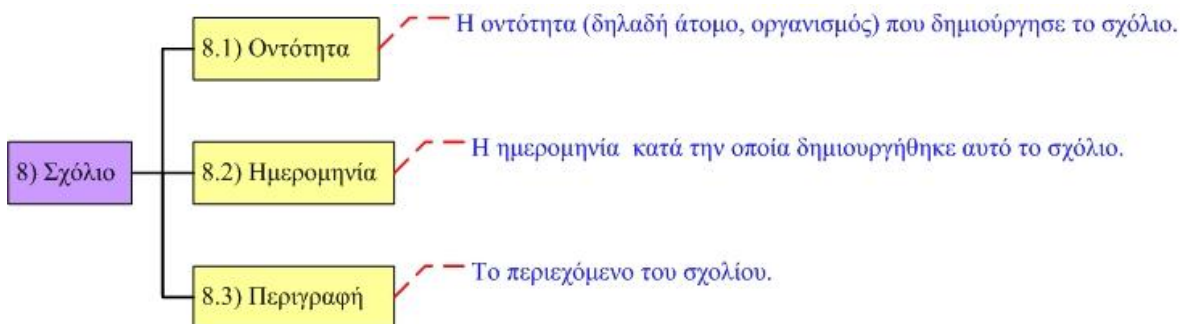 8) Σχόλιο
8.1) Οντότητα
Η οντότητα (δηλαδή άτομο, οργανισμός) που δημιούργησε το σχόλιο.
8.2) Ημερομηνία
Η ημερομηνία κατά την οποία δημιουργήθηκε αυτό το σχόλιο.
8.3) Περιγραφή
Το περιεχόμενο του σχολίου.